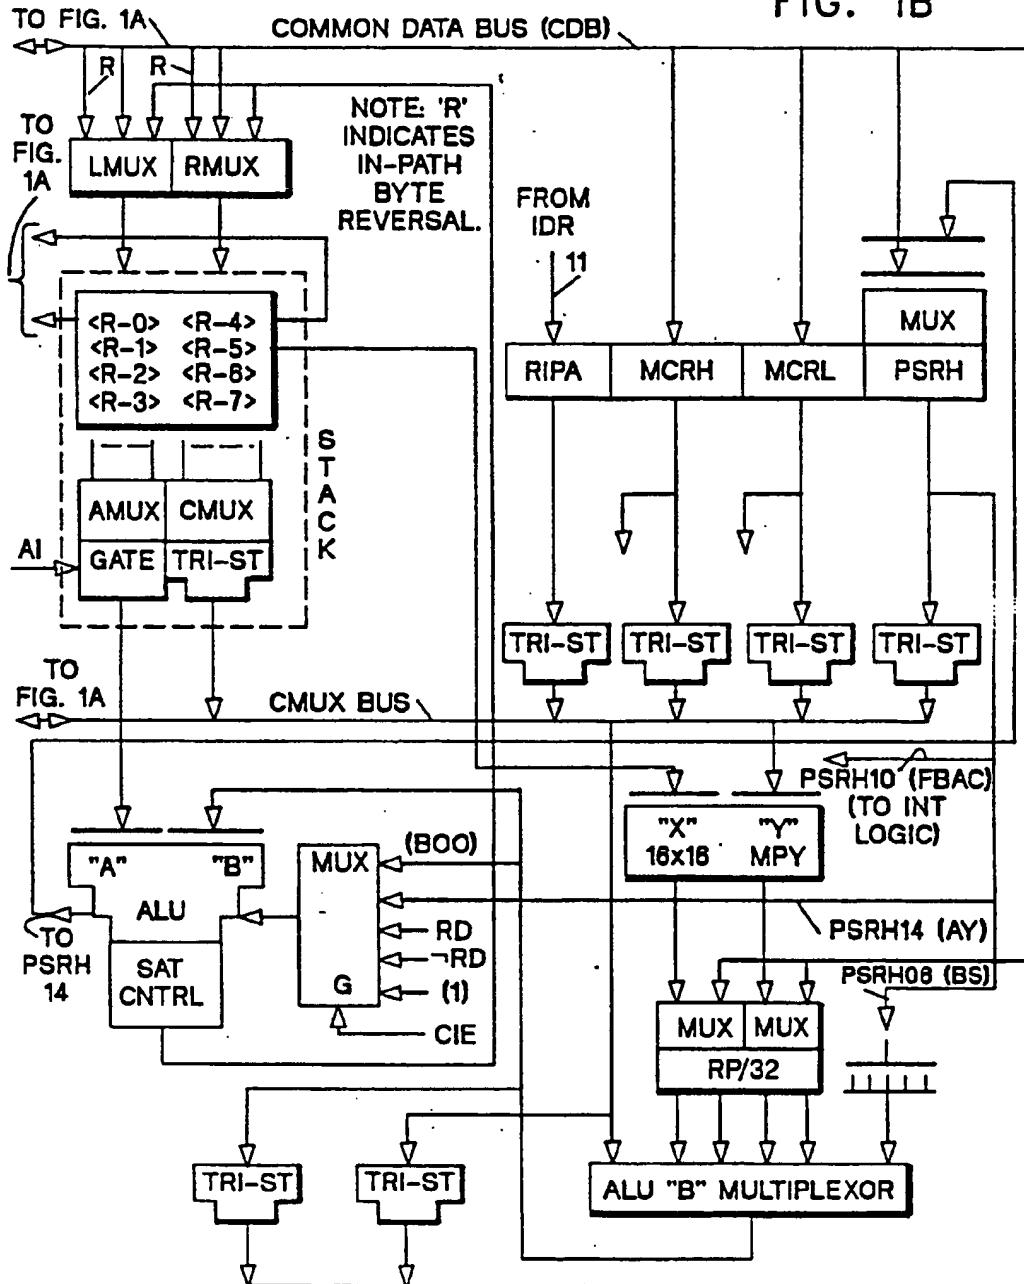 FIG. 1B
TO FIG. 1A
COMMON DATA BUS (CDB)
R
R
NOTE: 'R'
INDICATES
IN-PATH
BYTE
REVERSAL.
TO
FIG.
1A
LMUX
RMUX
FROM
IDR
11
MUX
<R-0> <R-4>
<R-1> <R-5>
<R-2> <R-6>
<R-3> <R-7>
RIPA
MCRH
MCRL
PSRH
STACK
AMUX
CMUX
AI
GATE
TRI-ST
TRI-ST
TRI-ST
TRI-ST
TRI-ST
TO
FIG. 1A
CMUX BUS
PSRH10 (FBAC)
(TO INT
LOGIC)
"A"
"B"
ALU
SAT
CNTRL
TO
PSRH
14
MUX
G
(B00)
RD
¬RD
(1)
CIE
"X" "Y"
16x16 MPY
PSRH14 (AY)
PSRH06 (BS)
MUX
MUX
RP/32
TRI-ST
TRI-ST
ALU "B" MULTIPLEXOR